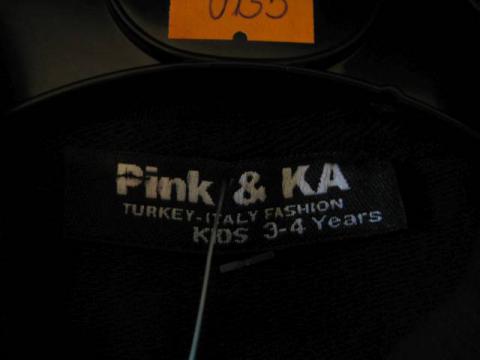 Pink & KA
TURKEY-ITALY FASHION
KIDS 3-4 Years